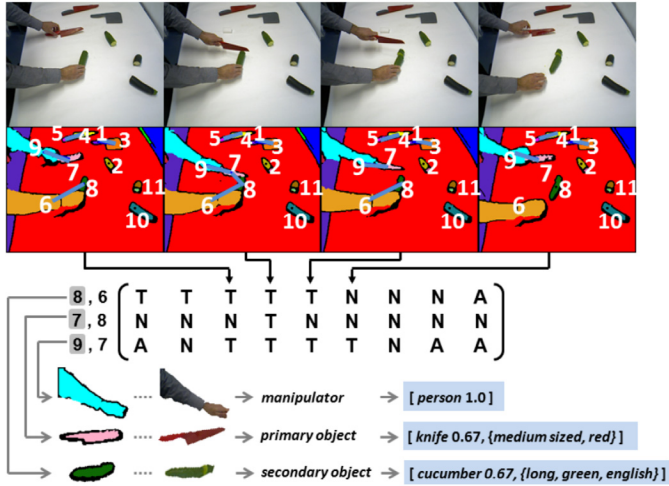 5 4 1 3
9 7 2
8
6 11
10
5 4 1 3
9 7 2
8
6 11
10
5 4 1 3
9 7 2
8
6 11
10
5 4 1 3
9 7 2
8
6 11
10
8 , 6 T T T T T N N N A
7 , 8 N N N T N N N N N
9 , 7 A N T T T T N A A
manipulator [ person 1.0 ]
primary object [ knife 0.67, {medium sized, red} ]
secondary object [ cucumber 0.67, {long, green, english} ]